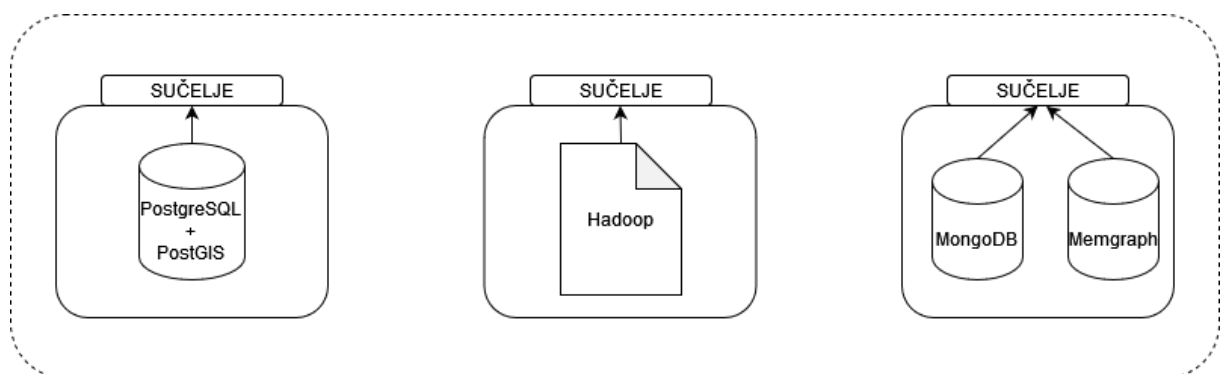 SUČELJE
PostgreSQL
+
PostGIS
SUČELJE
Hadoop
SUČELJE
MongoDB
Memgraph